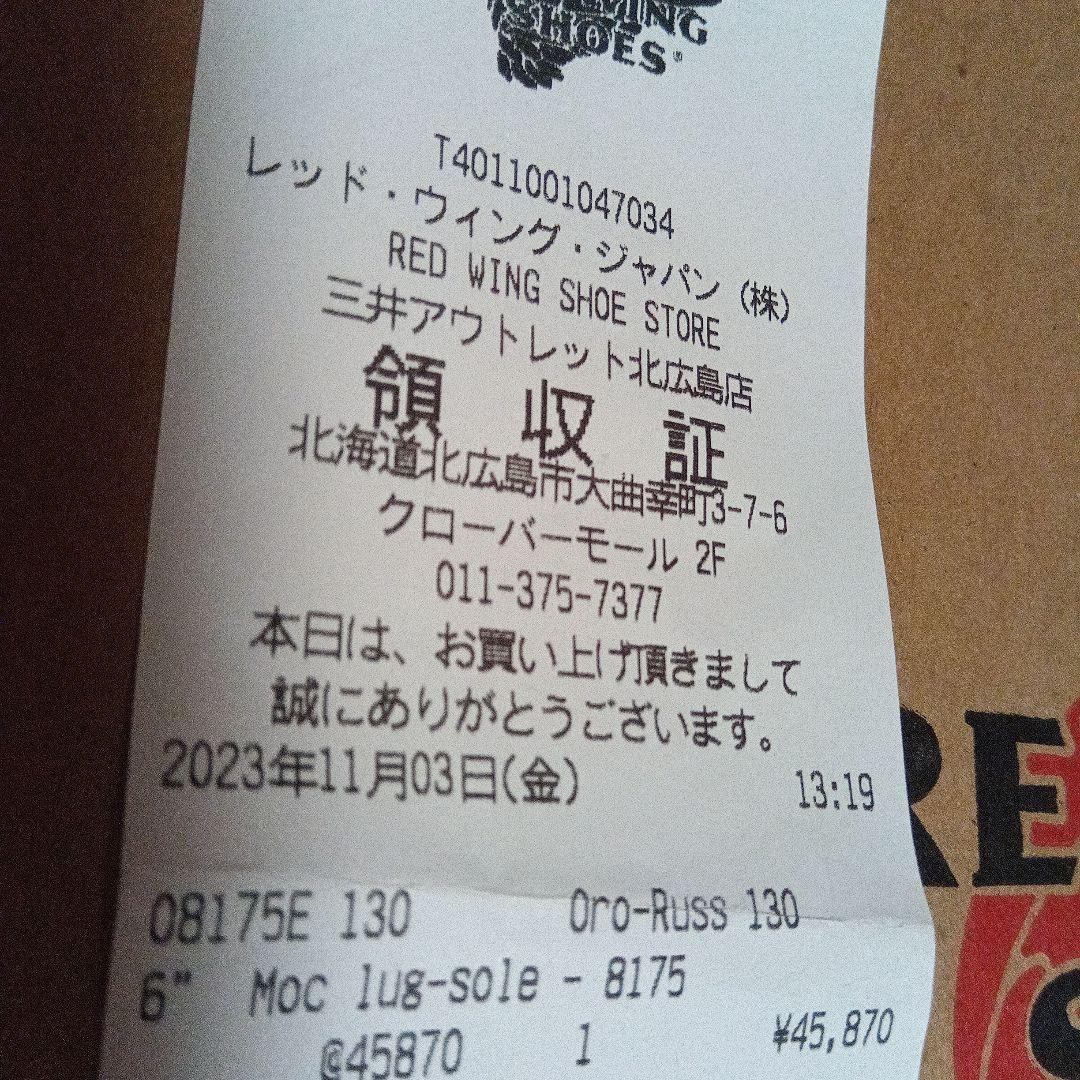 WING
SHOES®
T4011001047034
レッド・ウィング・ジャパン(株)
RED WING SHOE STORE
三井アウトレット北広島店
領収証
北海道北広島市大曲幸町3-7-6
クローバーモール 2F
011-375-7377
本日は、お買い上げ頂きまして
誠にありがとうございます。
2023年11月03日(金) 13:19
08175E 130 Oro-Russ 130
6" Moc lug-sole - 8175
@45870 1 ¥45,870
RE